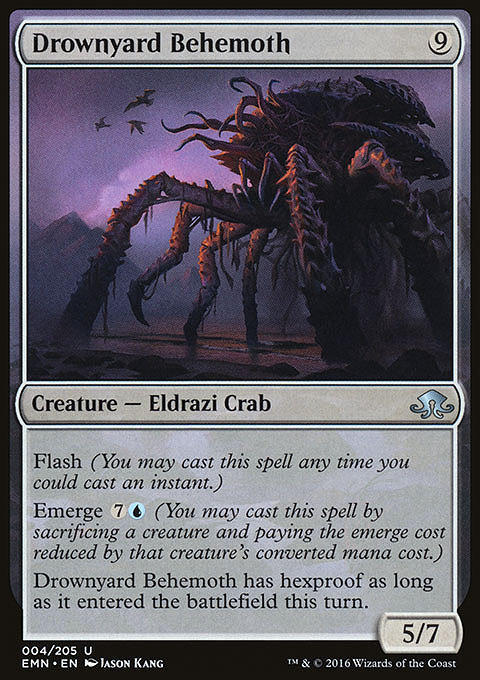 Drownyard Behemoth 9
Creature — Eldrazi Crab
Flash (You may cast this spell any time you
could cast an instant.)
Emerge 7 (You may cast this spell by
sacrificing a creature and paying the emerge cost
reduced by that creature's converted mana cost.)
Drownyard Behemoth has hexproof as long
as it entered the battlefield this turn.
5/7
004/205 U
EMN • EN Jason Kang
™ & © 2016 Wizards of the Coast